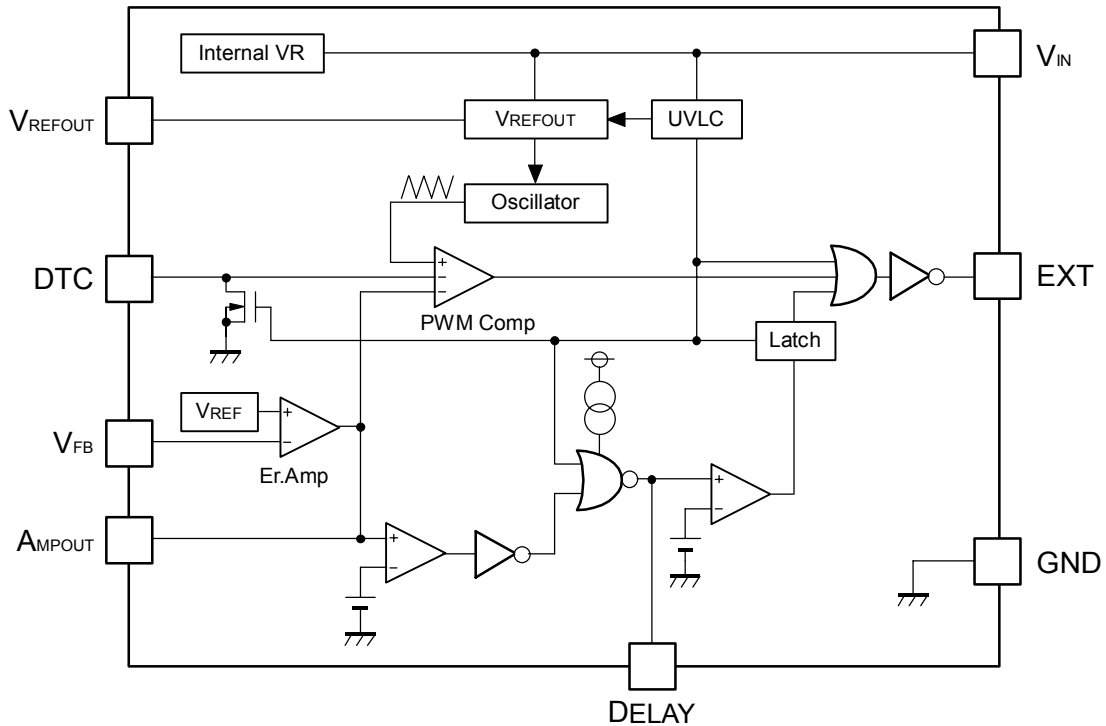 Internal VR
VIN
VREFOUT
VREFOUT
UVLC
Oscillator
DTC
+
−
−
PWM Comp
EXT
Latch
VREF
+
−
VFB
Er.Amp
+
−
AMPOUT
+
−
GND
DELAY